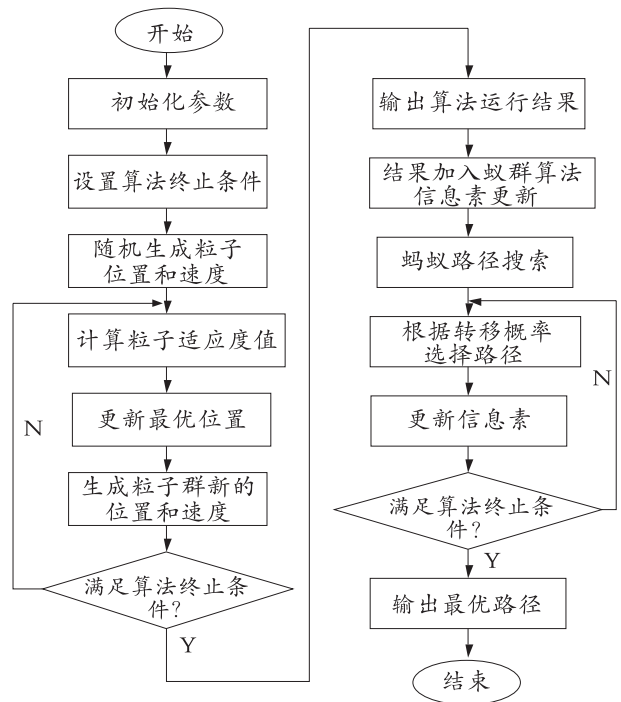 开始
初始化参数
设置算法终止条件
随机生成粒子
位置和速度
计算粒子适应度值
更新最优位置
N
生成粒子群新的
位置和速度
满足算法终止条
件?
Y
输出算法运行结果
结果加入蚁群算法
信息素更新
蚂蚁路径搜索
根据转移概率
选择路径
N
更新信息素
满足算法终止条
件?
Y
输出最优路径
结束